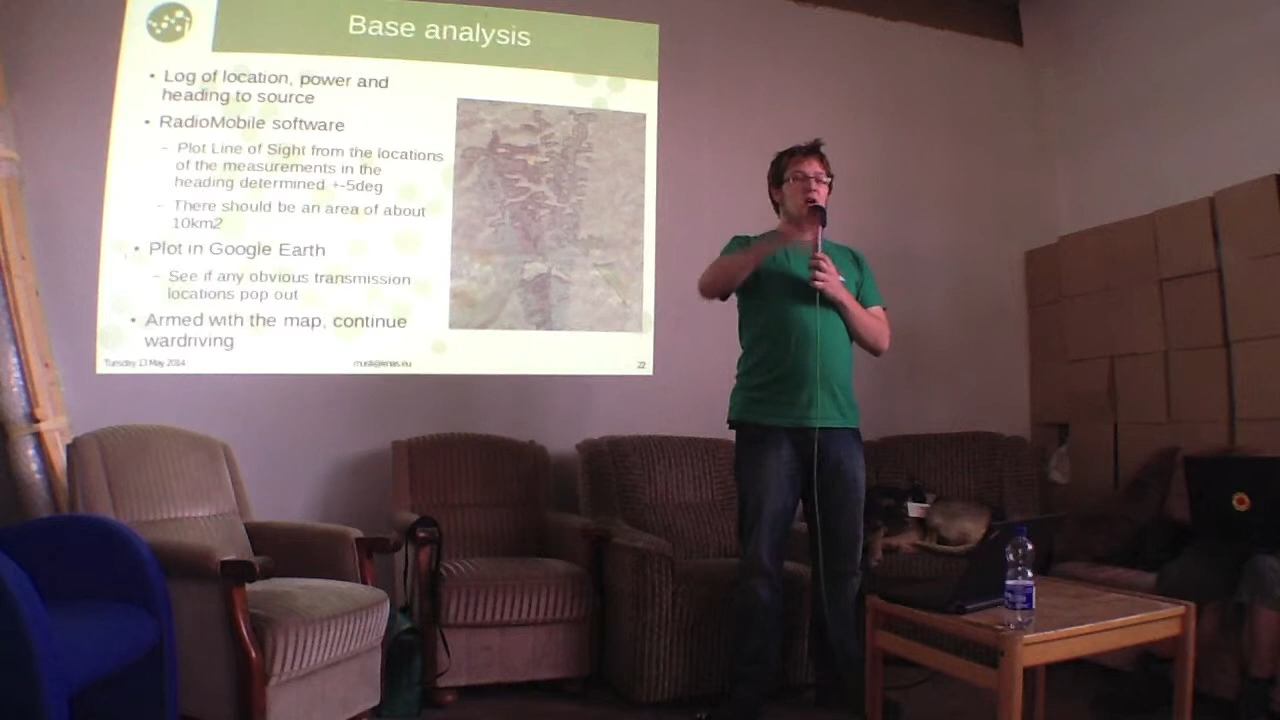 Base analysis
• Log of location, power and
heading to source
• RadioMobile software
– Plot Line of Sight from the locations
of the measurements in the
heading determined +-5deg
– There should be an area of about
10km2
• Plot in Google Earth
– See if any obvious transmission
locations pop out
• Armed with the map, continue
wardriving
Tuesday 13 May 2014
22